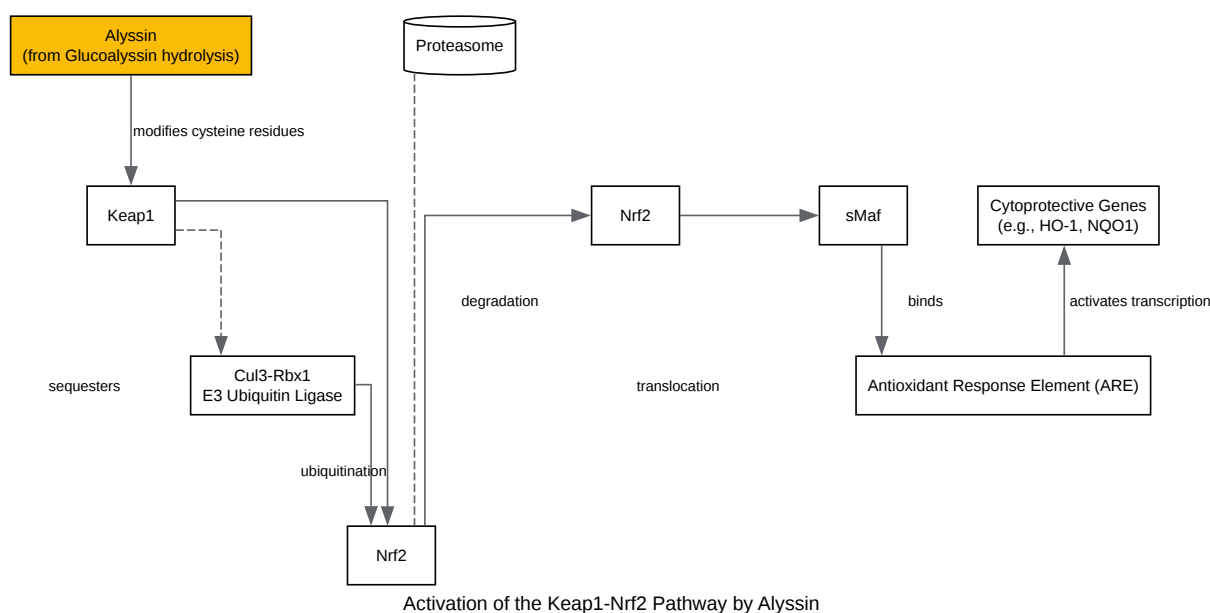 Alyssin
(from Glucoalyssin hydrolysis)
Proteasome
modifies cysteine residues
Keap1
Nrf2
sMaf
Cytoprotective Genes
(e.g., HO-1, NQO1)
degradation
binds
activates transcription
sequesters
Cul3-Rbx1
E3 Ubiquitin Ligase
translocation
Antioxidant Response Element (ARE)
ubiquitination
Nrf2
Activation of the Keap1-Nrf2 Pathway by Alyssin